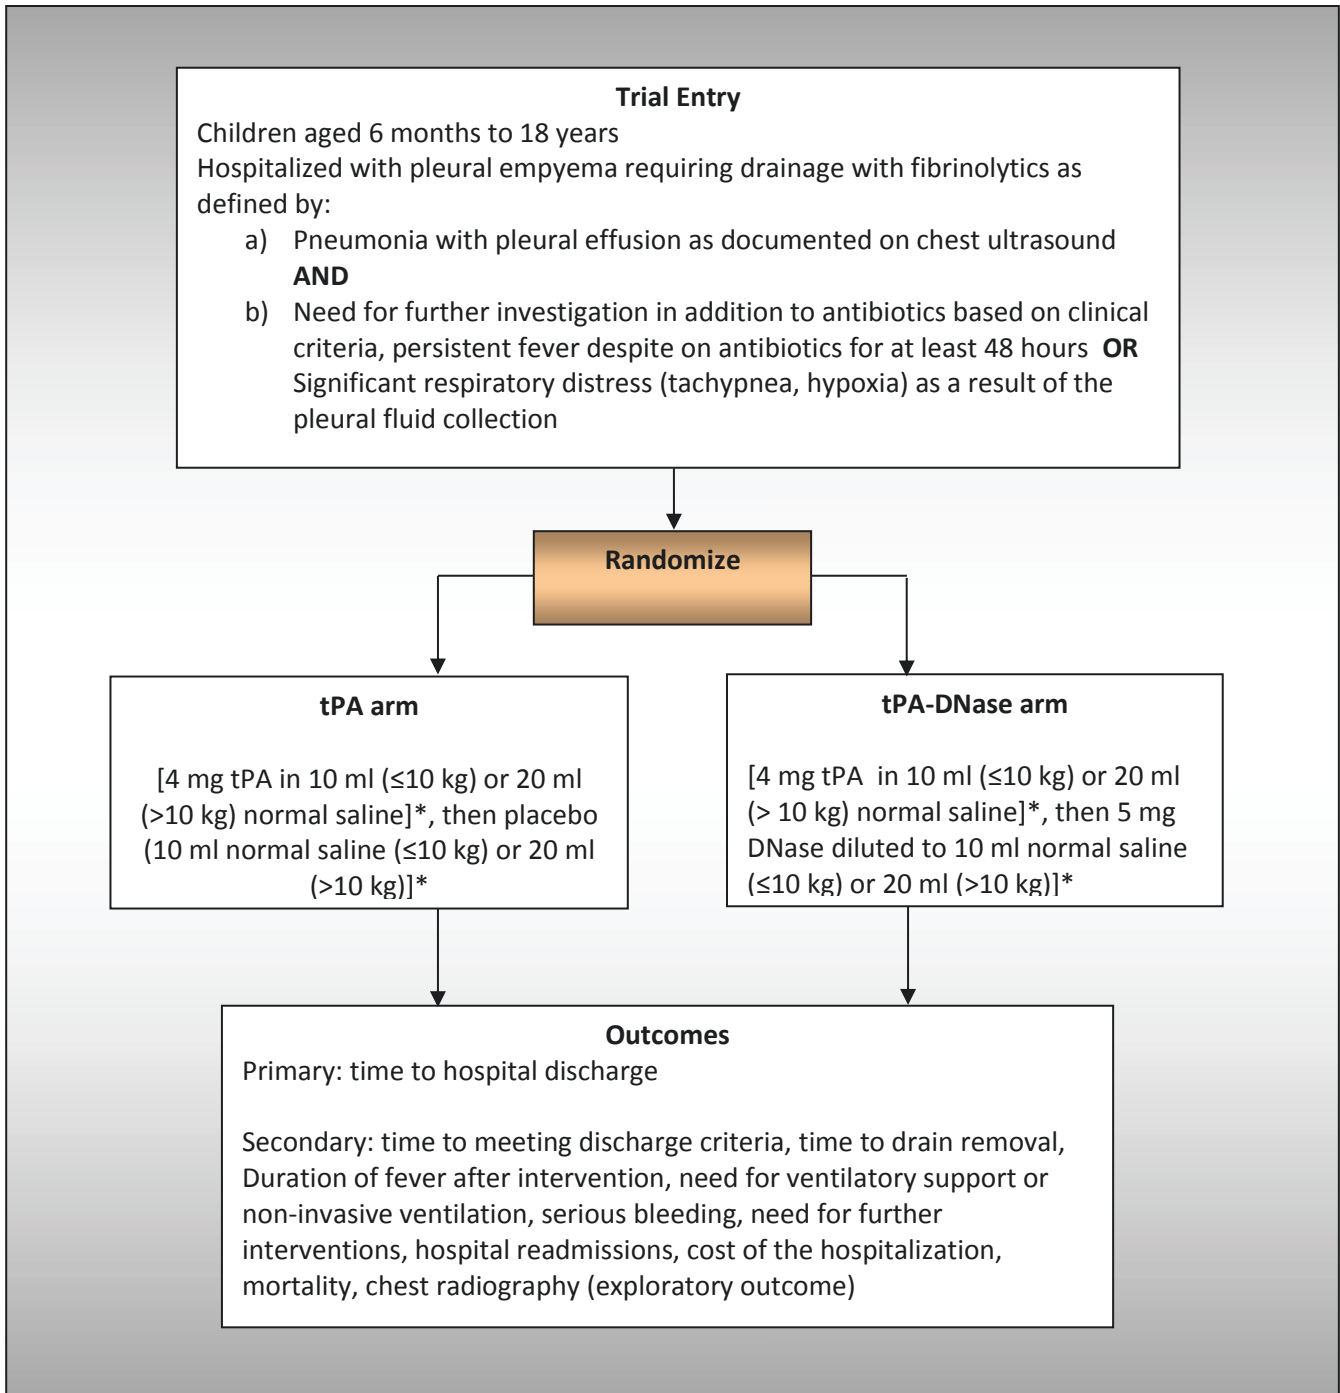 Trial Entry
Children aged 6 months to 18 years
Hospitalized with pleural empyema requiring drainage with fibrinolytics as
defined by:
a) Pneumonia with pleural effusion as documented on chest ultrasound
AND
b) Need for further investigation in addition to antibiotics based on clinical
criteria, persistent fever despite on antibiotics for at least 48 hours OR
Significant respiratory distress (tachypnea, hypoxia) as a result of the
pleural fluid collection
Randomize
tPA arm
[4 mg tPA in 10 ml (≤10 kg) or 20 ml
(>10 kg) normal saline]*, then placebo
(10 ml normal saline (≤10 kg) or 20 ml
(>10 kg)]*
tPA-DNase arm
[4 mg tPA in 10 ml (≤10 kg) or 20 ml
(> 10 kg) normal saline]*, then 5 mg
DNase diluted to 10 ml normal saline
(≤10 kg) or 20 ml (>10 kg)]*
Outcomes
Primary: time to hospital discharge
Secondary: time to meeting discharge criteria, time to drain removal,
Duration of fever after intervention, need for ventilatory support or
non-invasive ventilation, serious bleeding, need for further
interventions, hospital readmissions, cost of the hospitalization,
mortality, chest radiography (exploratory outcome)